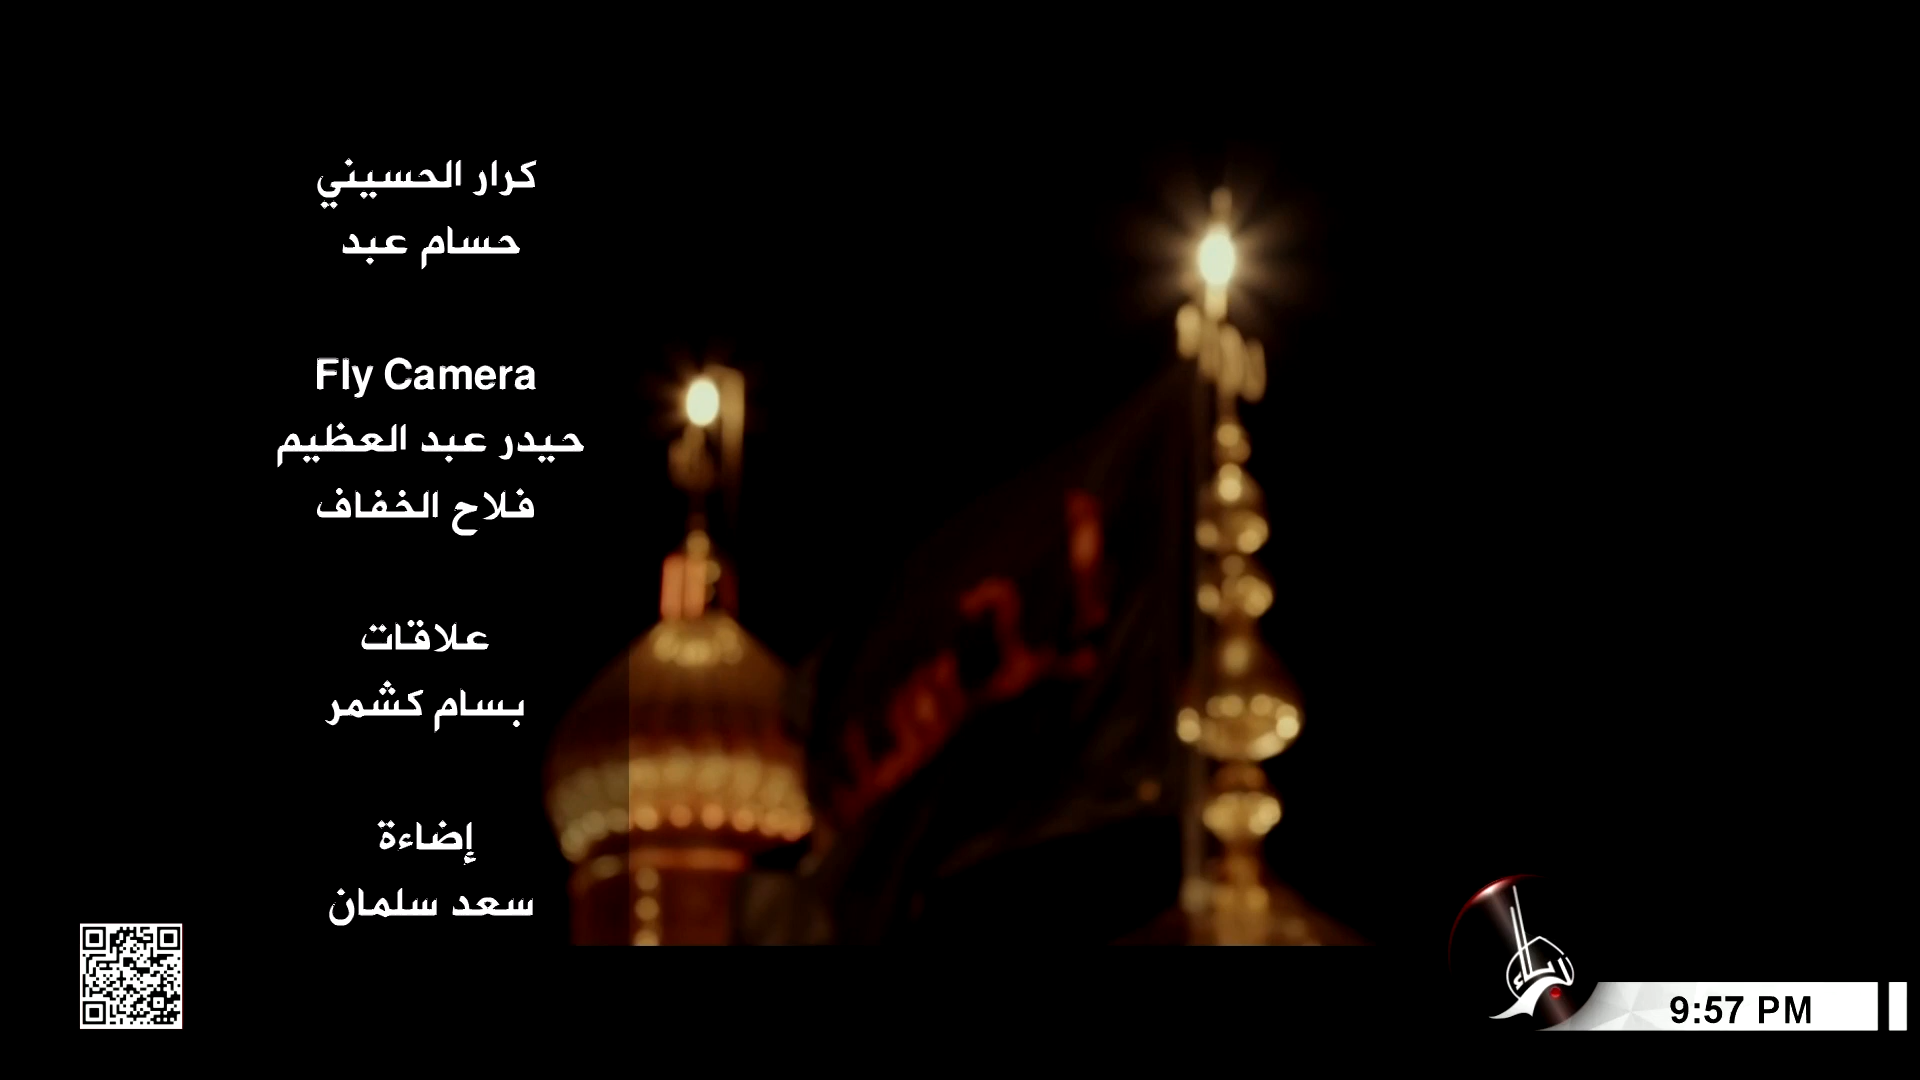 كرار الحسيني
حسام عبد
Fly Camera
حيدر عبد العظيم
فلاح الخفاف
علاقات
بسام كشمر
إضاءة
سعد سلمان
9:57 PM